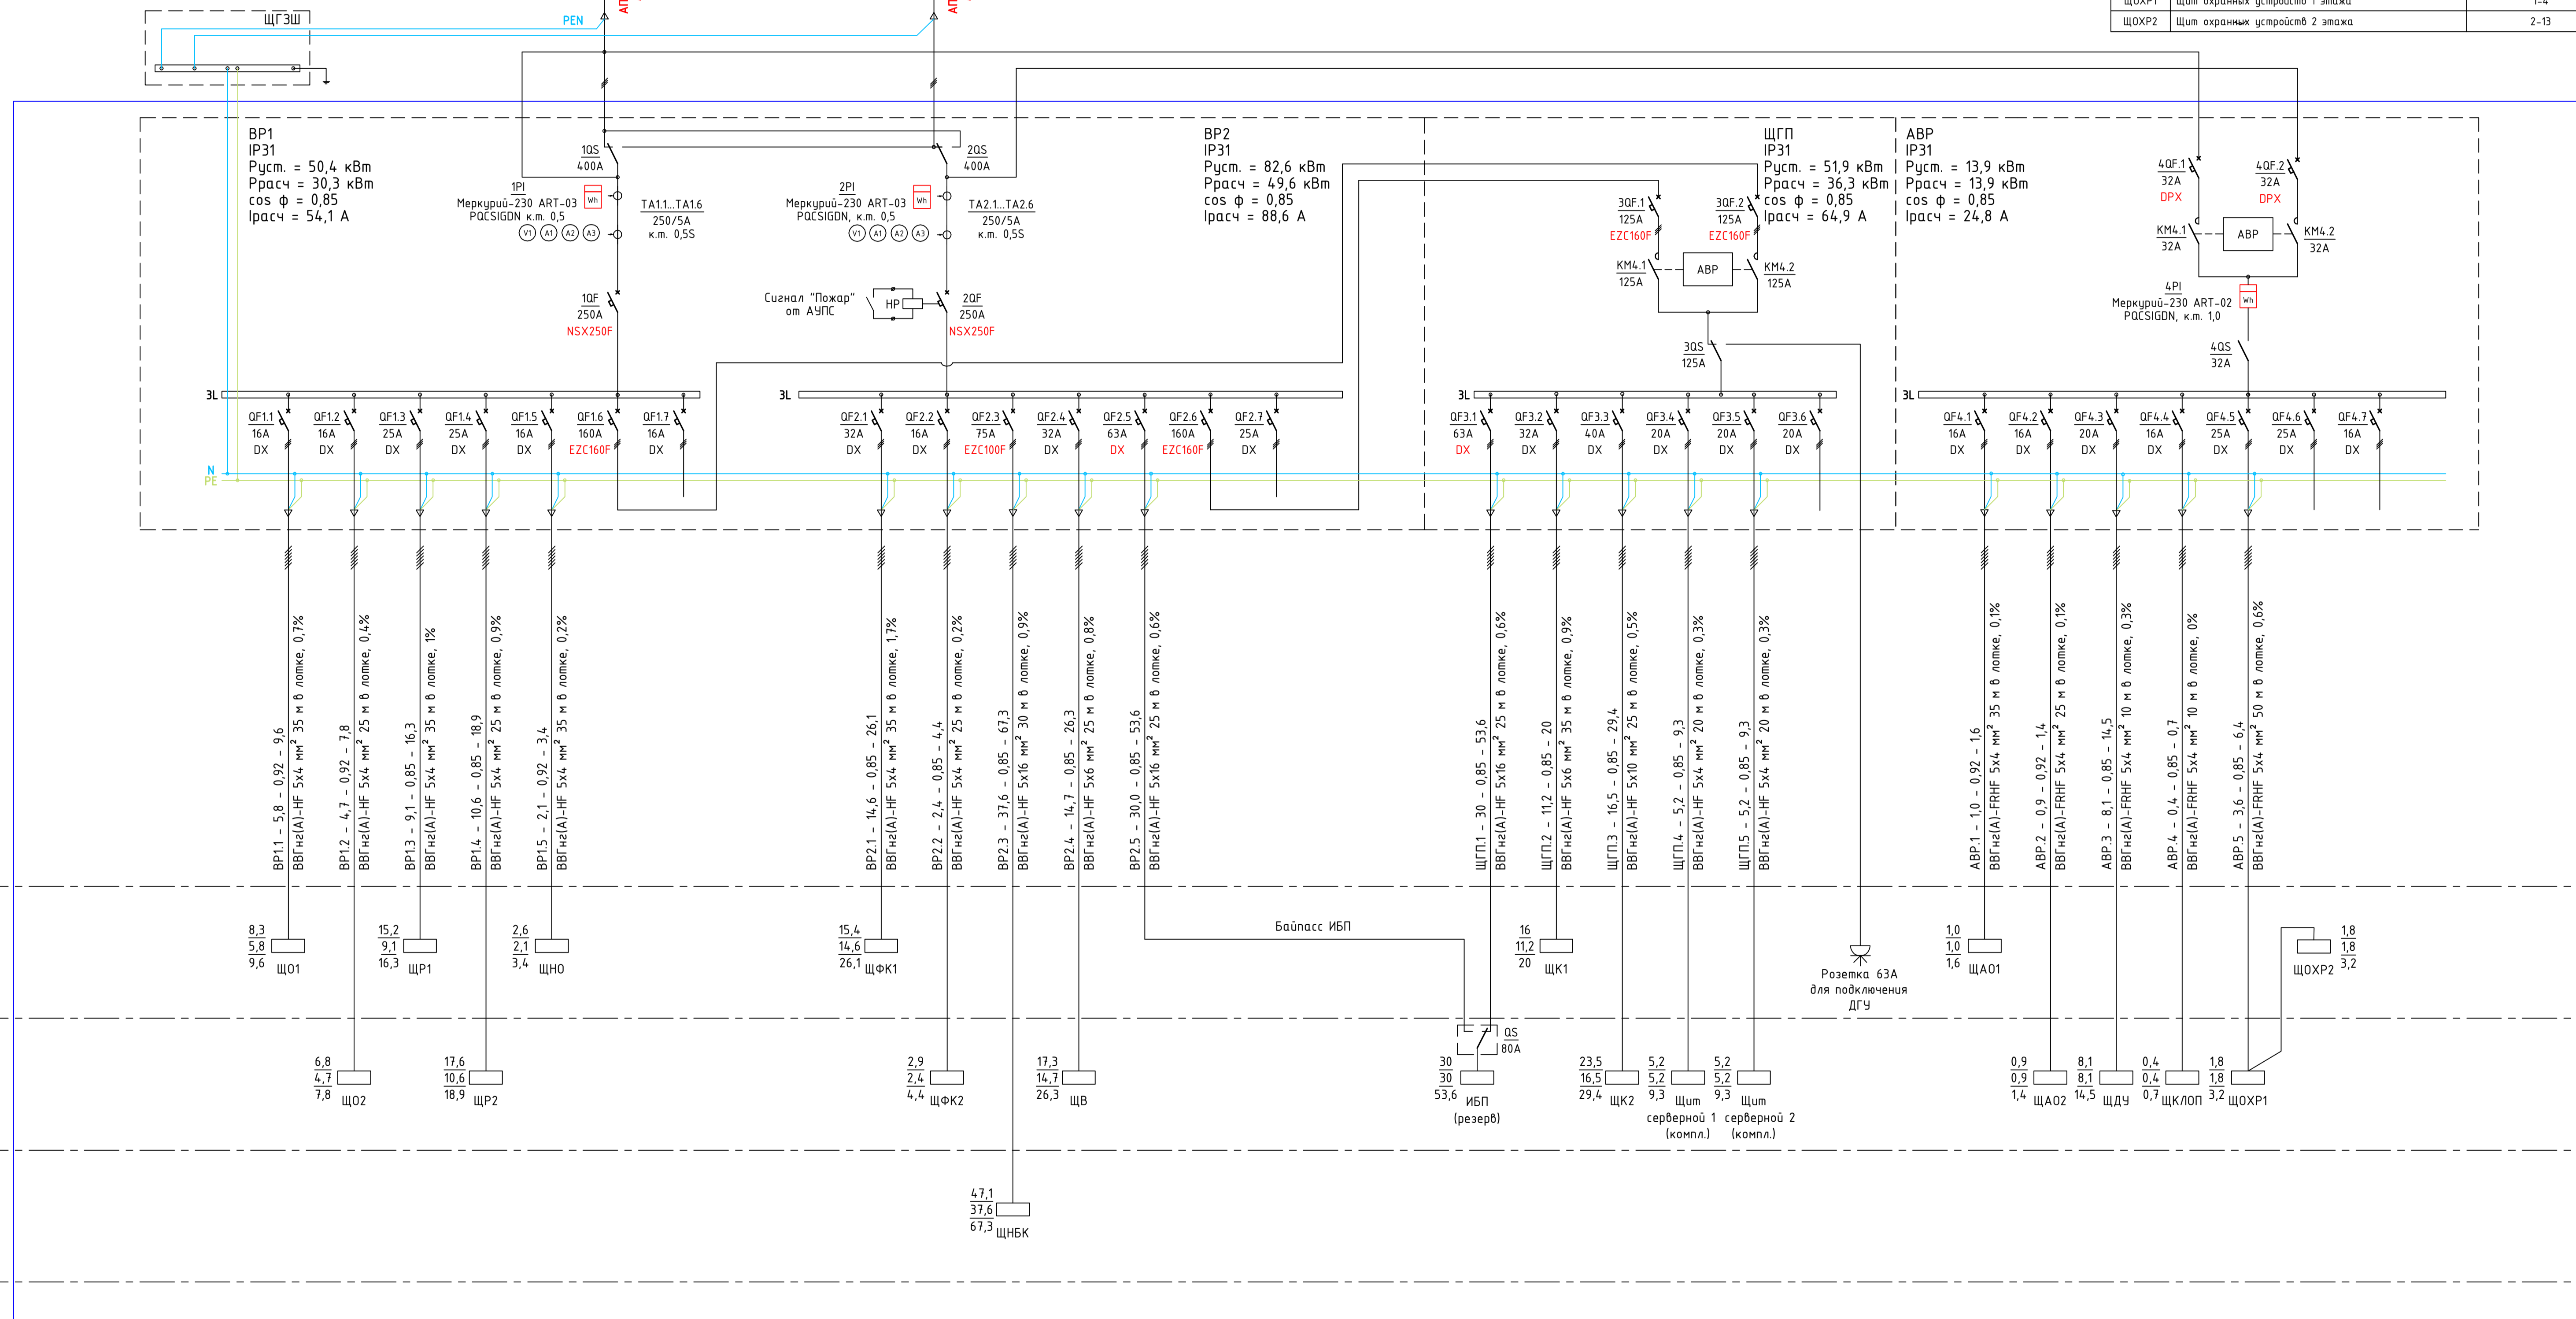 ЩОХР1 Щит охранных устройств 1 этажа 1-4
ЩОХР2 Щит охранных устройств 2 этажа 2-13
ЩГЗШ
PEN
АП
АП
ВР1
IP31
Руст. = 50,4 кВт
Ррасч = 30,3 кВт
cos φ = 0,85
Iрасч = 54,1 А
1QS
400А
1PI
Меркурий-230 ART-03
PQCSIGDN к.т. 0,5
Wh
V1 A1 A2 A3
ТА1.1...ТА1.6
250/5А
к.т. 0,5S
1QF
250А
NSX250F
2QS
400А
2PI
Меркурий-230 ART-03
PQCSIGDN, к.т. 0,5
Wh
V1 A1 A2 A3
ТА2.1...ТА2.6
250/5А
к.т. 0,5S
Сигнал "Пожар"
от АУПС
НР
2QF
250А
NSX250F
ВР2
IP31
Руст. = 82,6 кВт
Ррасч = 49,6 кВт
cos φ = 0,85
Iрасч = 88,6 А
ЩГП
IP31
Руст. = 51,9 кВт
Ррасч = 36,3 кВт
cos φ = 0,85
Iрасч = 64,9 А
3QF.1
125А
EZC160F
3QF.2
125А
EZC160F
КМ4.1
125А
АВР
КМ4.2
125А
3QS
125А
АВР
IP31
Руст. = 13,9 кВт
Ррасч = 13,9 кВт
cos φ = 0,85
Iрасч = 24,8 А
4QF.1
32А
DPX
4QF.2
32А
DPX
КМ4.1
32А
АВР
КМ4.2
32А
4PI
Меркурий-230 ART-02
PQCSIGDN, к.т. 1,0
Wh
4QS
32А
3L
QF1.1
16А
DX
QF1.2
16А
DX
QF1.3
25А
DX
QF1.4
25А
DX
QF1.5
16А
DX
QF1.6
160А
EZC160F
QF1.7
16А
DX
3L
QF2.1
32А
DX
QF2.2
16А
DX
QF2.3
75А
EZC100F
QF2.4
32А
DX
QF2.5
63А
DX
QF2.6
160А
EZC160F
QF2.7
25А
DX
3L
QF3.1
63А
DX
QF3.2
32А
DX
QF3.3
40А
DX
QF3.4
20А
DX
QF3.5
20А
DX
QF3.6
20А
DX
3L
QF4.1
16А
DX
QF4.2
16А
DX
QF4.3
20А
DX
QF4.4
16А
DX
QF4.5
25А
DX
QF4.6
25А
DX
QF4.7
16А
DX
N
PE
ВР1.1 - 5,8 - 0,92 - 9,6
ВВГнг(А)-HF 5х4 мм² 35 м в лотке, 0,7%
ВР1.2 - 4,7 - 0,92 - 7,8
ВВГнг(А)-HF 5х4 мм² 25 м в лотке, 0,4%
ВР1.3 - 9,1 - 0,85 - 16,3
ВВГнг(А)-HF 5х4 мм² 35 м в лотке, 1%
ВР1.4 - 10,6 - 0,85 - 18,9
ВВГнг(А)-HF 5х4 мм² 25 м в лотке, 0,9%
ВР1.5 - 2,1 - 0,92 - 3,4
ВВГнг(А)-HF 5х4 мм² 35 м в лотке, 0,2%
ВР2.1 - 14,6 - 0,85 - 26,1
ВВГнг(А)-HF 5х4 мм² 35 м в лотке, 1,7%
ВР2.2 - 2,4 - 0,85 - 4,4
ВВГнг(А)-HF 5х4 мм² 25 м в лотке, 0,2%
ВР2.3 - 37,6 - 0,85 - 67,3
ВВГнг(А)-HF 5х16 мм² 30 м в лотке, 0,9%
ВР2.4 - 14,7 - 0,85 - 26,3
ВВГнг(А)-HF 5х6 мм² 25 м в лотке, 0,8%
ВР2.5 - 30,0 - 0,85 - 53,6
ВВГнг(А)-HF 5х16 мм² 25 м в лотке, 0,6%
ЩГП.1 - 30 - 0,85 - 53,6
ВВГнг(А)-HF 5х16 мм² 25 м в лотке, 0,6%
ЩГП.2 - 11,2 - 0,85 - 20
ВВГнг(А)-HF 5х6 мм² 35 м в лотке, 0,9%
ЩГП.3 - 16,5 - 0,85 - 29,4
ВВГнг(А)-HF 5х10 мм² 25 м в лотке, 0,5%
ЩГП.4 - 5,2 - 0,85 - 9,3
ВВГнг(А)-HF 5х4 мм² 20 м в лотке, 0,3%
ЩГП.5 - 5,2 - 0,85 - 9,3
ВВГнг(А)-HF 5х4 мм² 20 м в лотке, 0,3%
АВР.1 - 1,0 - 0,92 - 1,6
ВВГнг(А)-FRHF 5х4 мм² 35 м в лотке, 0,1%
АВР.2 - 0,9 - 0,92 - 1,4
ВВГнг(А)-FRHF 5х4 мм² 25 м в лотке, 0,1%
АВР.3 - 8,1 - 0,85 - 14,5
ВВГнг(А)-FRHF 5х4 мм² 10 м в лотке, 0,3%
АВР.4 - 0,4 - 0,85 - 0,7
ВВГнг(А)-FRHF 5х4 мм² 10 м в лотке, 0%
АВР.5 - 3,6 - 0,85 - 6,4
ВВГнг(А)-FRHF 5х4 мм² 50 м в лотке, 0,6%
8,3
5,8
9,6
ЩО1
15,2
9,1
16,3
ЩР1
2,6
2,1
3,4
ЩНО
15,4
14,6
26,1
ЩФК1
Байпасс ИБП
16
11,2
20
ЩК1
Розетка 63А
для подключения
ДГУ
1,0
1,0
1,6
ЩАО1
1,8
1,8
3,2
ЩОХР2
6,8
4,7
7,8
ЩО2
17,6
10,6
18,9
ЩР2
2,9
2,4
4,4
ЩФК2
17,3
14,7
26,3
ЩВ
QS
80А
30
30
53,6
ИБП
(резерв)
23,5
16,5
29,4
ЩК2
5,2
5,2
9,3
Щит
серверной 1
(компл.)
5,2
5,2
9,3
Щит
серверной 2
(компл.)
0,9
0,9
1,4
ЩАО2
8,1
8,1
14,5
ЩДУ
0,4
0,4
0,7
ЩКЛОП
1,8
1,8
3,2
ЩОХР1
47,1
37,6
67,3
ЩНБК